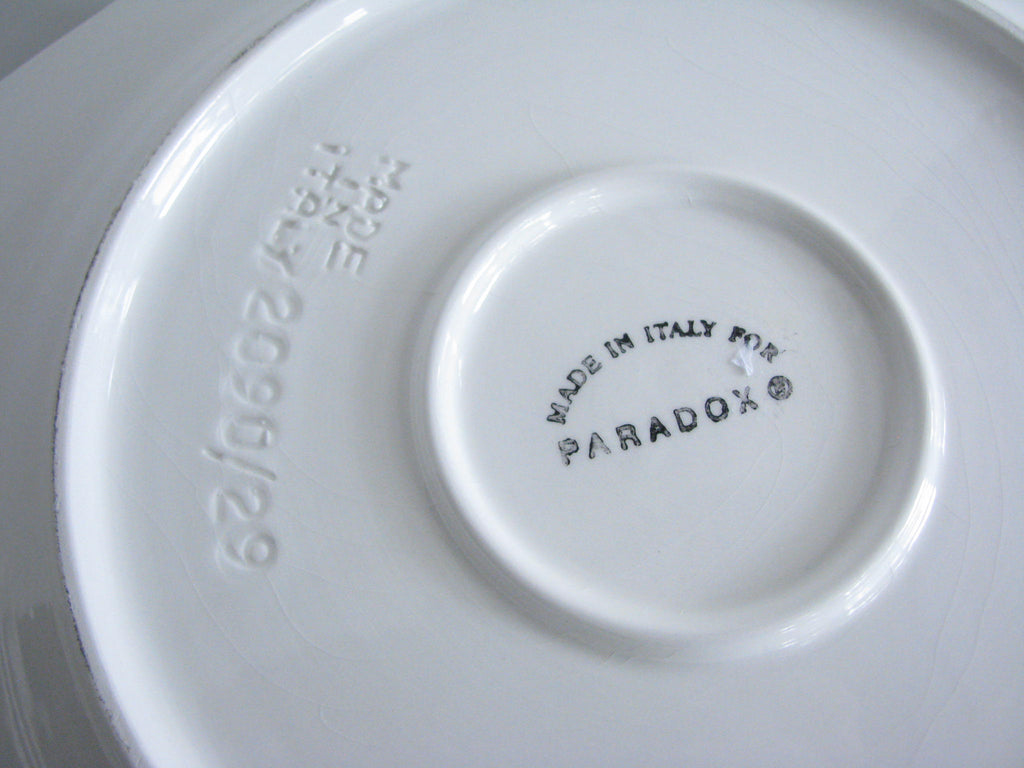 MADE
IN
ITALY 2090/29
MADE IN ITALY FOR
PARADOX